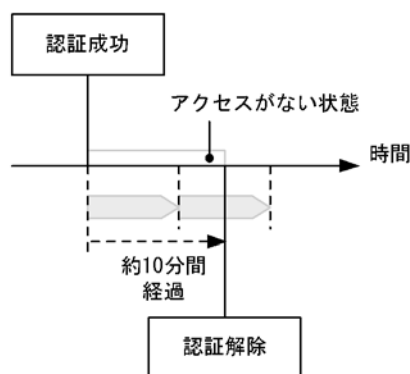 認証成功
アクセスがない状態
時間
約10分間
経過
認証解除